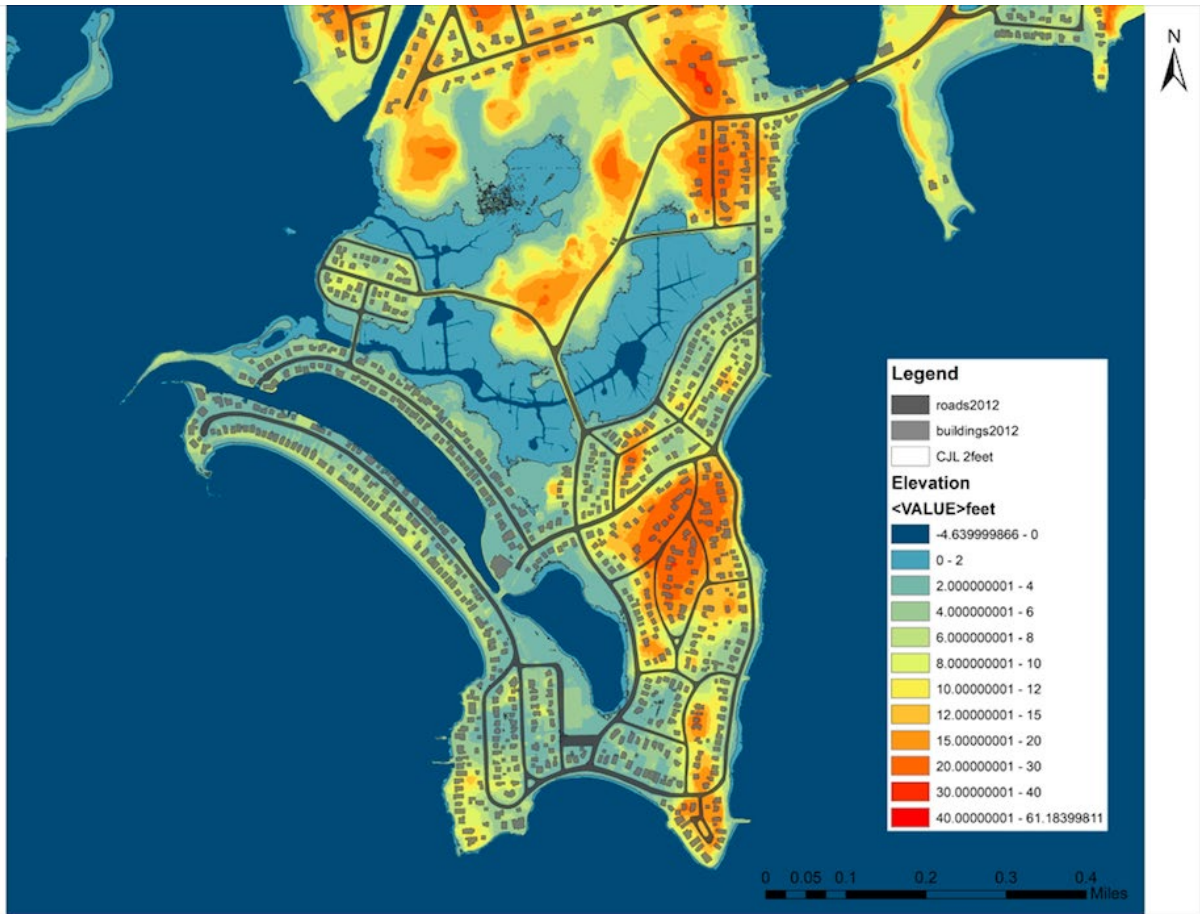 N
Legend
roads2012
buildings2012
CJL 2feet
Elevation
<VALUE>feet
-4.639999866 - 0
0 - 2
2.000000001 - 4
4.000000001 - 6
6.000000001 - 8
8.000000001 - 10
10.00000001 - 12
12.00000001 - 15
15.00000001 - 20
20.00000001 - 30
30.00000001 - 40
40.00000001 - 61.18399811
0 0.05 0.1 0.2 0.3 0.4
Miles